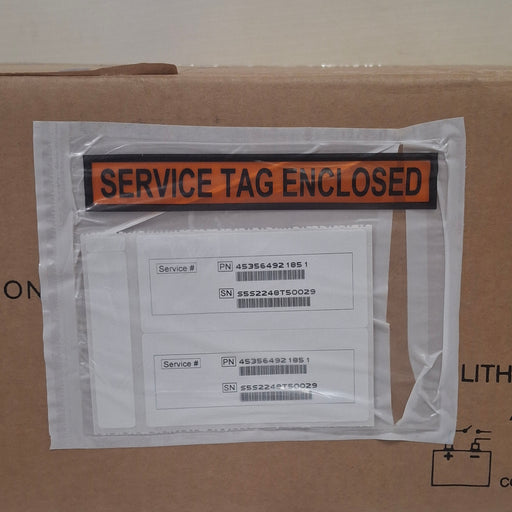 SERVICE TAG ENCLOSED
Service # PN 453564921851
SN S5S2248T50029
Service # PN 453564921851
SN S5S2248T50029
ON
LITH
+ -